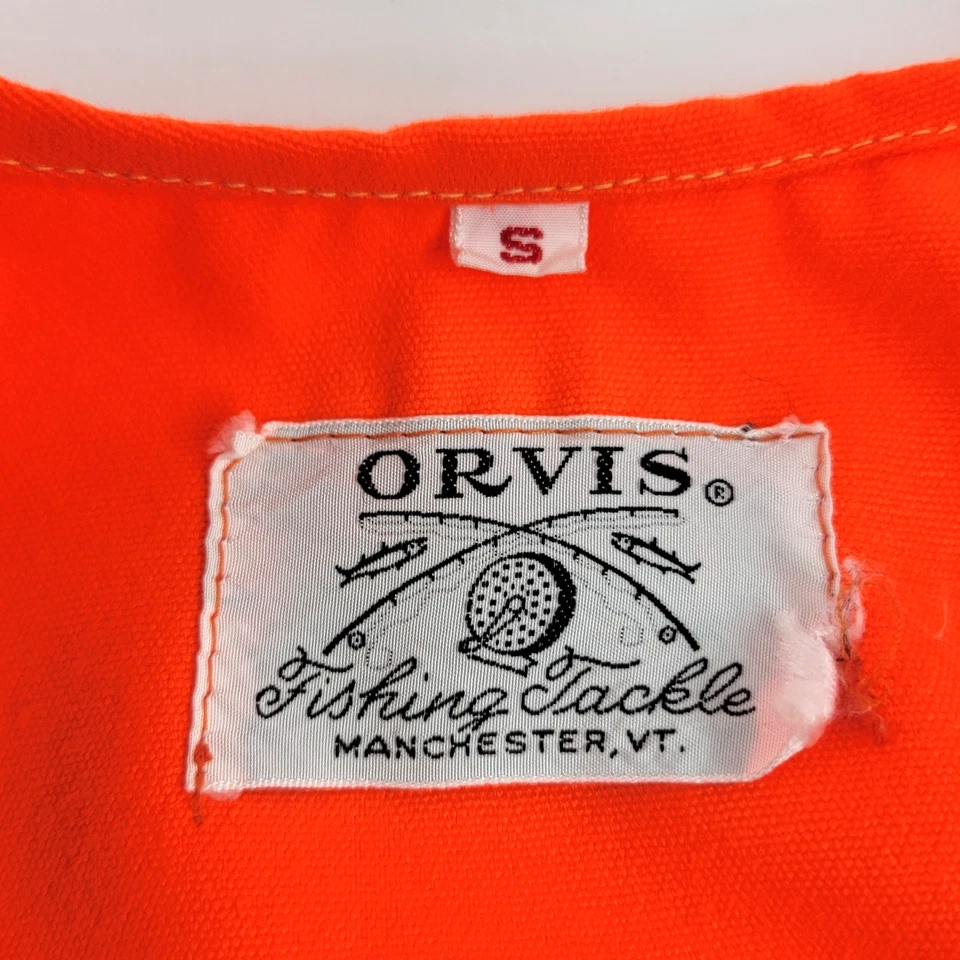 S
ORVIS®
Fishing Tackle
MANCHESTER, VT.